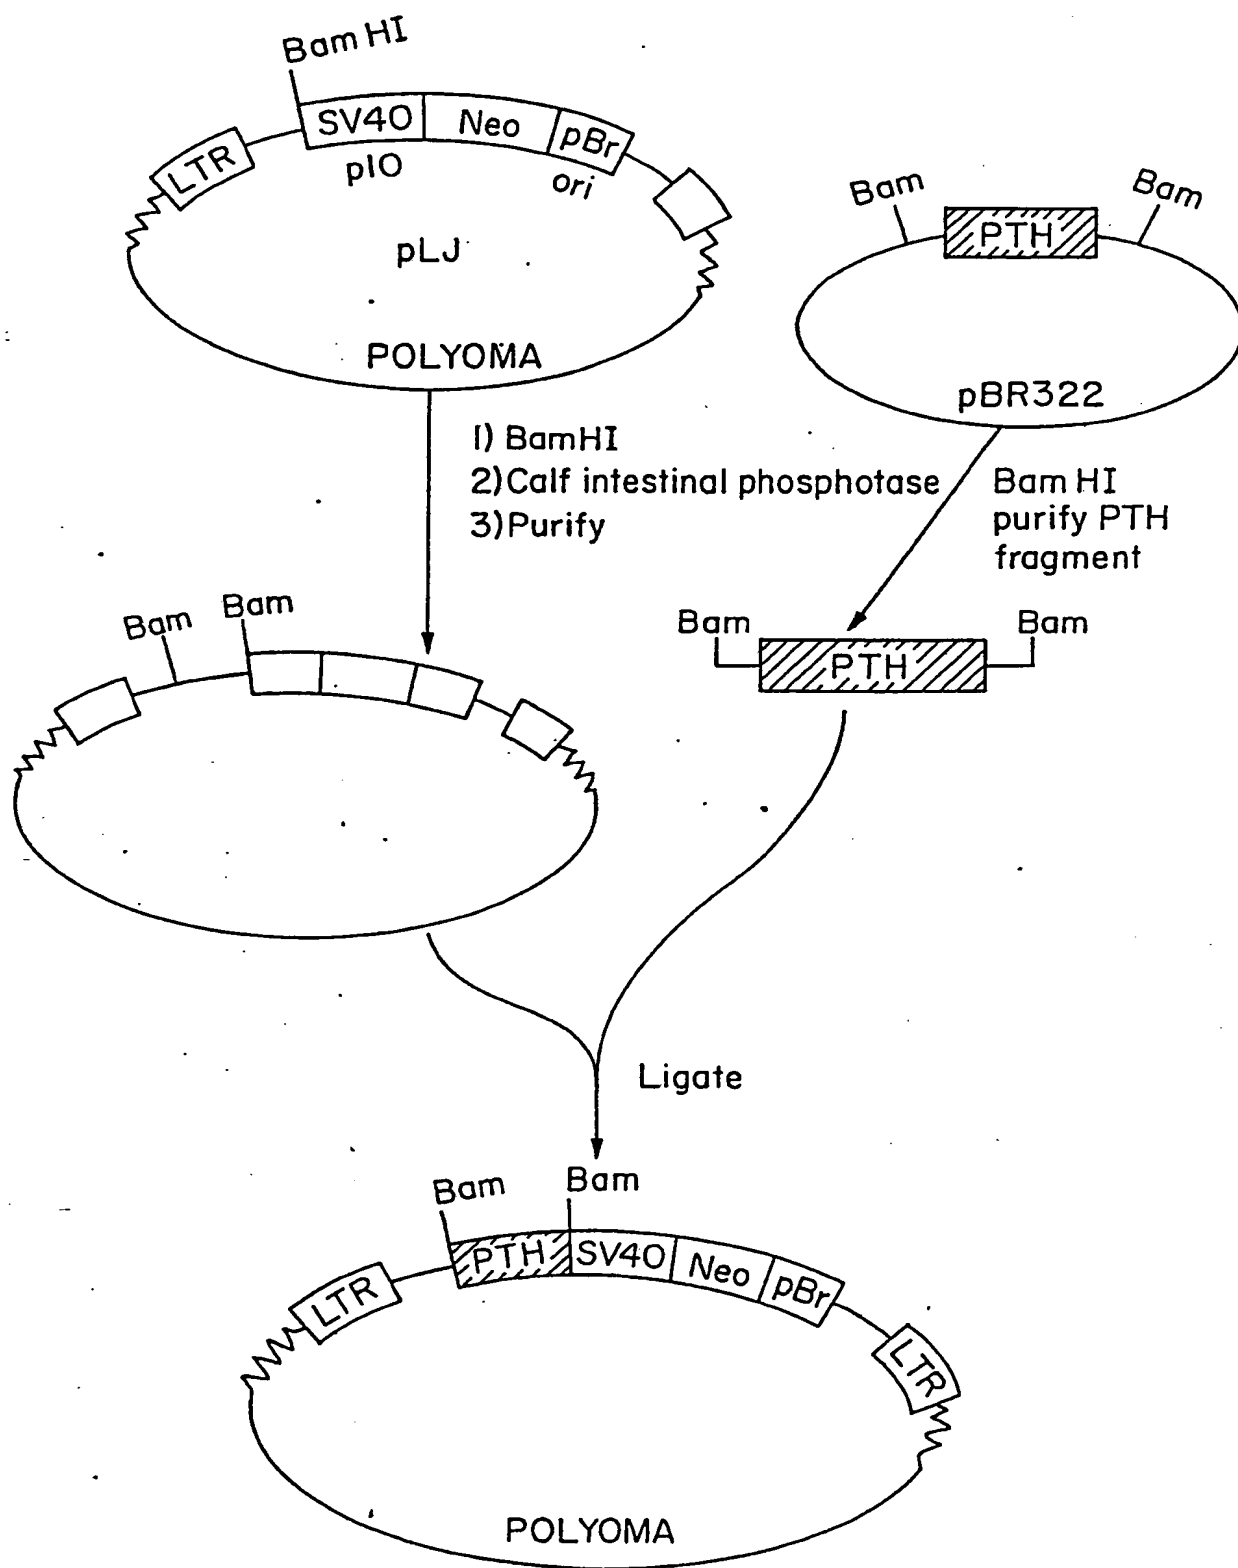 Bam HI
SV40
Neo
pBr
LTR
pIO
ori
pLJ
POLYOMA
Bam
Bam
PTH
pBR322
1) BamHI
2) Calf intestinal phosphotase
3) Purify
Bam HI
purify PTH
fragment
Bam
Bam
Bam
Bam
PTH
Ligate
Bam
Bam
PTH
SV40
Neo
pBr
LTR
LTR
POLYOMA